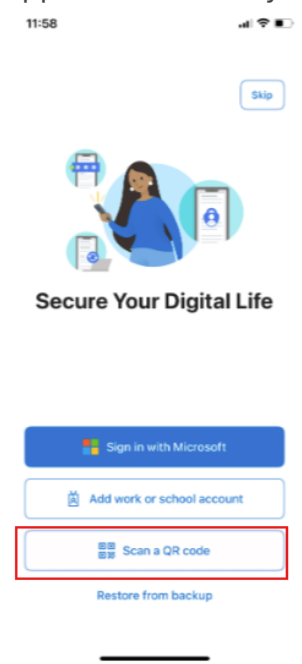 11:58
Skip
Secure Your Digital Life
Sign in with Microsoft
Add work or school account
Scan a QR code
Restore from backup